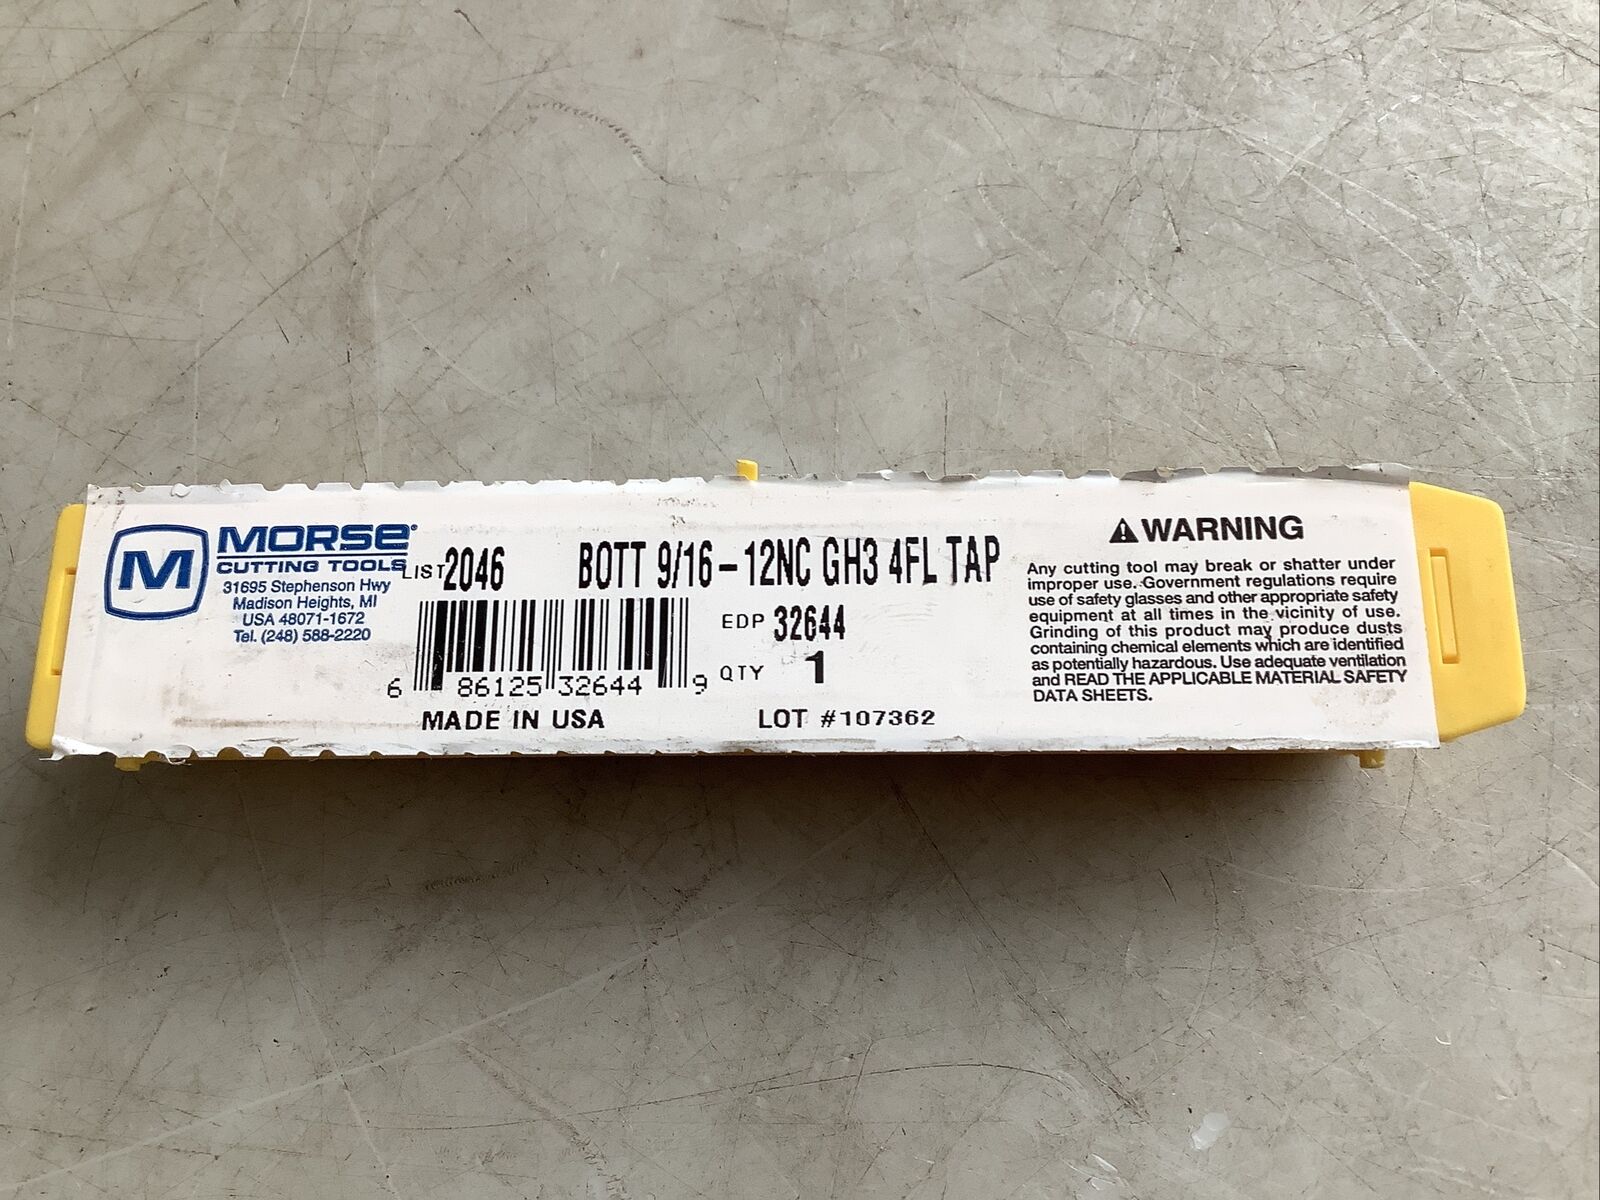 M
MORSE®
CUTTING TOOLS
31695 Stephenson Hwy
Madison Heights, MI
USA 48071-1672
Tel. (248) 588-2220
LIST 2046 BOTT 9/16-12NC GH3 4FL TAP
EDP 32644
QTY 1
6 86125 32644 9
MADE IN USA LOT #107362
⚠WARNING
Any cutting tool may break or shatter under
improper use. Government regulations require
use of safety glasses and other appropriate safety
equipment at all times in the vicinity of use.
Grinding of this product may produce dusts
containing chemical elements which are identified
as potentially hazardous. Use adequate ventilation
and READ THE APPLICABLE MATERIAL SAFETY
DATA SHEETS.